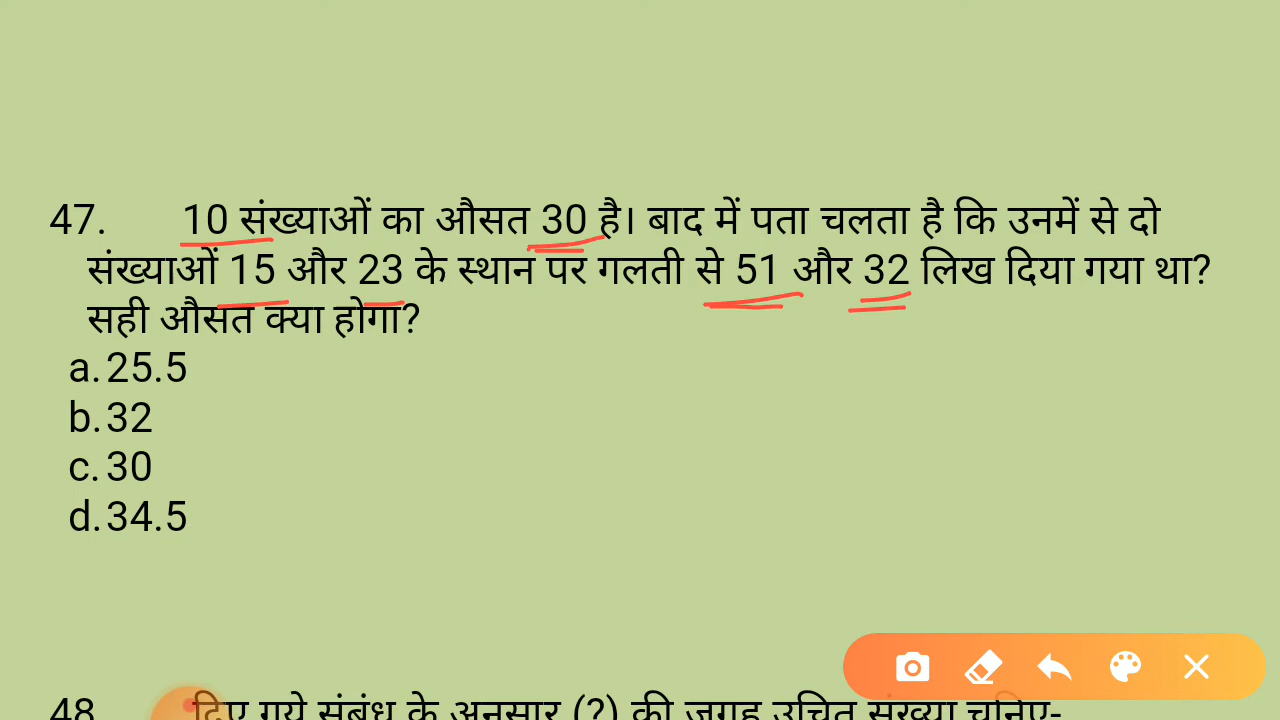 47. 10 संख्याओं का औसत 30 है। बाद में पता चलता है कि उनमें से दो
संख्याओं 15 और 23 के स्थान पर गलती से 51 और 32 लिख दिया गया था?
सही औसत क्या होगा?
a. 25.5
b. 32
c. 30
d. 34.5
48 दिए गये संबंध के अनुसार (?) की जगह उचित संख्या चुनिए-